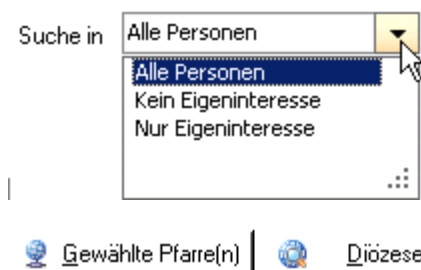 Suche in Alle Personen
Alle Personen
Kein Eigeninteresse
Nur Eigeninteresse
Gewählte Pfarre(n) Diözese